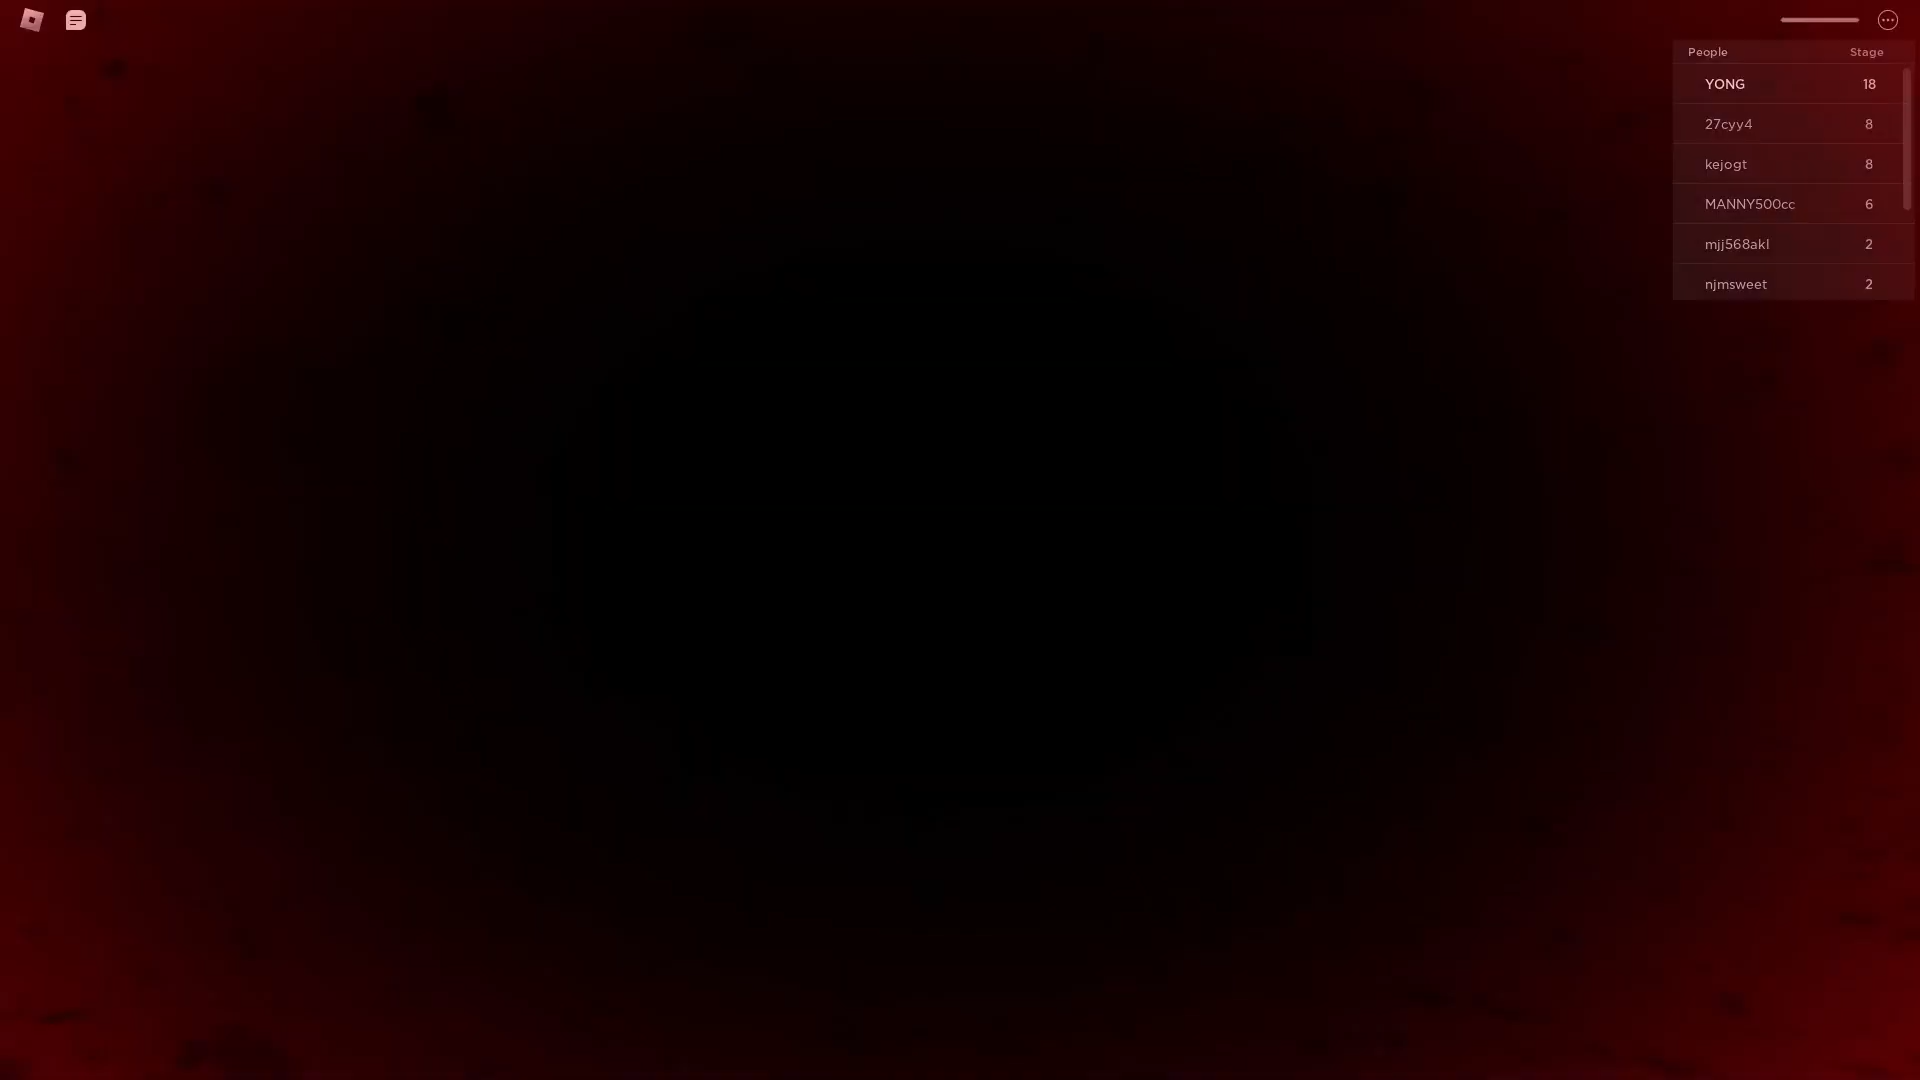 People Stage
YONG 18
27cyy4 8
kejogt 8
MANNY500cc 6
mjj568akl 2
njmsweet 2